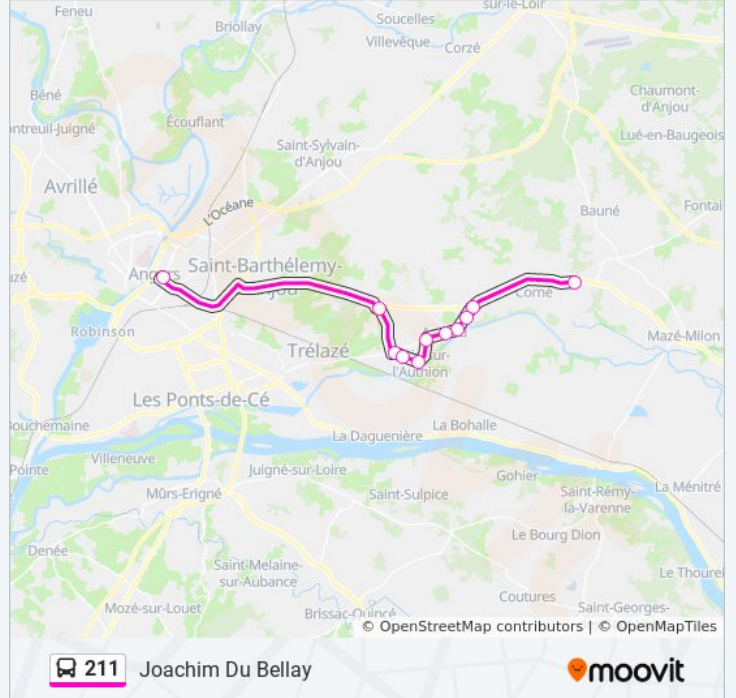 Feneu
sur-le-Loir
Soucelles
Briollay
Villevêque
Corzé
Béné
Chaumont-
d'Anjou
Écouflant
ontreuil-Juigné
Lué-en-Baugeois
Saint-Sylvain-
d'Anjou
Avrillé
L'Océane
Bauné
Fontai
Saint-Barthélemy-
Angers
uzé
Corné
Robinson
Mazé-Milon
Trélazé
sur-
l'Authion
Les Ponts-de-Cé
Bouchemaine
La Bohalle
La Daguenière
Villeneuve
Pointe
Juigné-sur-Loire
Gohier
La Ménitré
Mûrs-Erigné
Saint-Sulpice
Saint-Rémy-
la-Varenne
Le Bourg Dion
Denée
Saint-Melaine-
sur-Aubance
Le Thourei
Coutures
Mozé-sur-Louet
Brissac-Quincé
Saint-Georges-
© OpenStreetMap contributors | © OpenMapTiles
211 Joachim Du Bellay
moovit